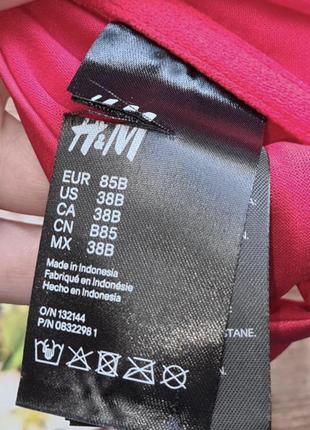 H&M
EUR 85B
US 38B
CA 38B
CN B85
MX 38B
Made in Indonesia
Fabriqué en Indonésie
Hecho en Indonesia
O/N 132144
P/N 0832298 1